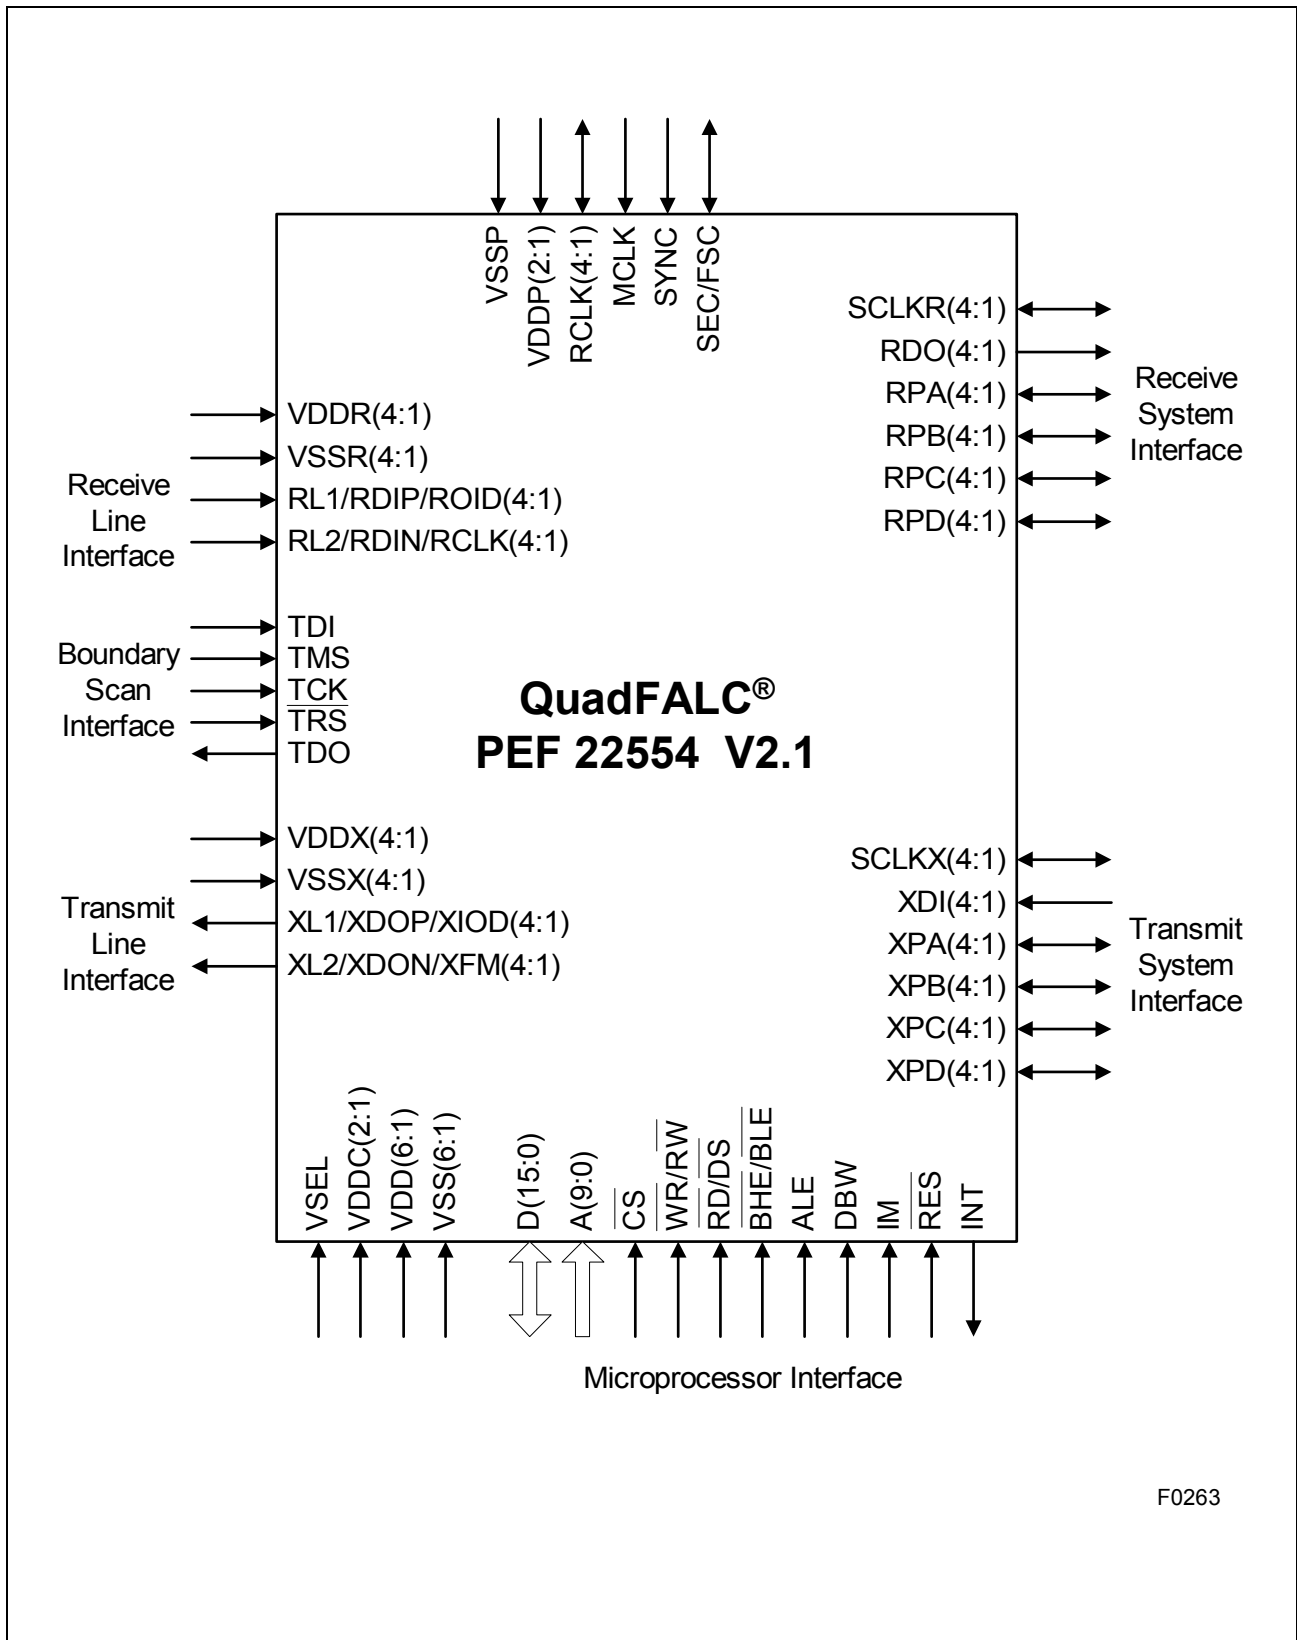 VSSP
VDDP(2:1)
RCLK(4:1)
MCLK
SYNC
SEC/FSC
VDDR(4:1)
VSSR(4:1)
RL1/RDIP/ROID(4:1)
RL2/RDIN/RCLK(4:1)
Receive
Line
Interface
SCLKR(4:1)
RDO(4:1)
RPA(4:1)
RPB(4:1)
RPC(4:1)
RPD(4:1)
Receive
System
Interface
TDI
TMS
TCK
TRS
TDO
Boundary
Scan
Interface
QuadFALC®
PEF 22554 V2.1
VDDX(4:1)
VSSX(4:1)
XL1/XDOP/XIOD(4:1)
XL2/XDON/XFM(4:1)
Transmit
Line
Interface
SCLKX(4:1)
XDI(4:1)
XPA(4:1)
XPB(4:1)
XPC(4:1)
XPD(4:1)
Transmit
System
Interface
VSEL
VDDC(2:1)
VDD(6:1)
VSS(6:1)
D(15:0)
A(9:0)
CS
WR/RW
RD/DS
BHE/BLE
ALE
DBW
IM
RES
INT
Microprocessor Interface
F0263